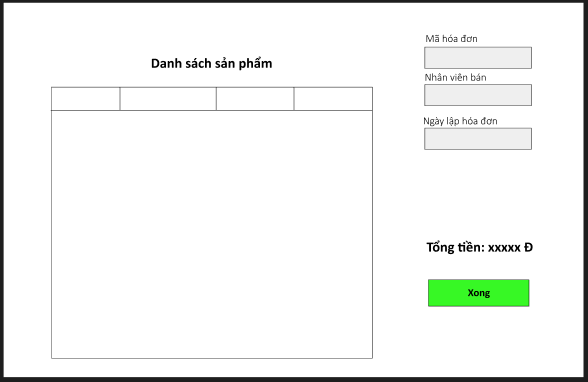 Mã hóa đơn
Danh sách sản phẩm
Nhân viên bán
Ngày lập hóa đơn
Tổng tiền: xxxxx Đ
Xong